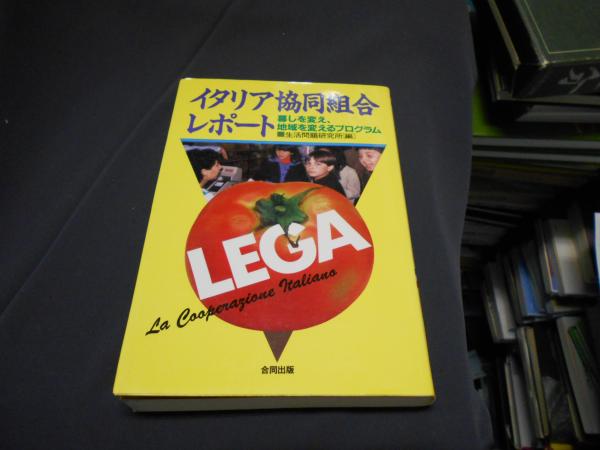 イタリア協同組合
レポート
暮しを変え、
地域を変えるプログラム
■生活問題研究所[編]
LEGA
La Cooperazione Italiano
合同出版